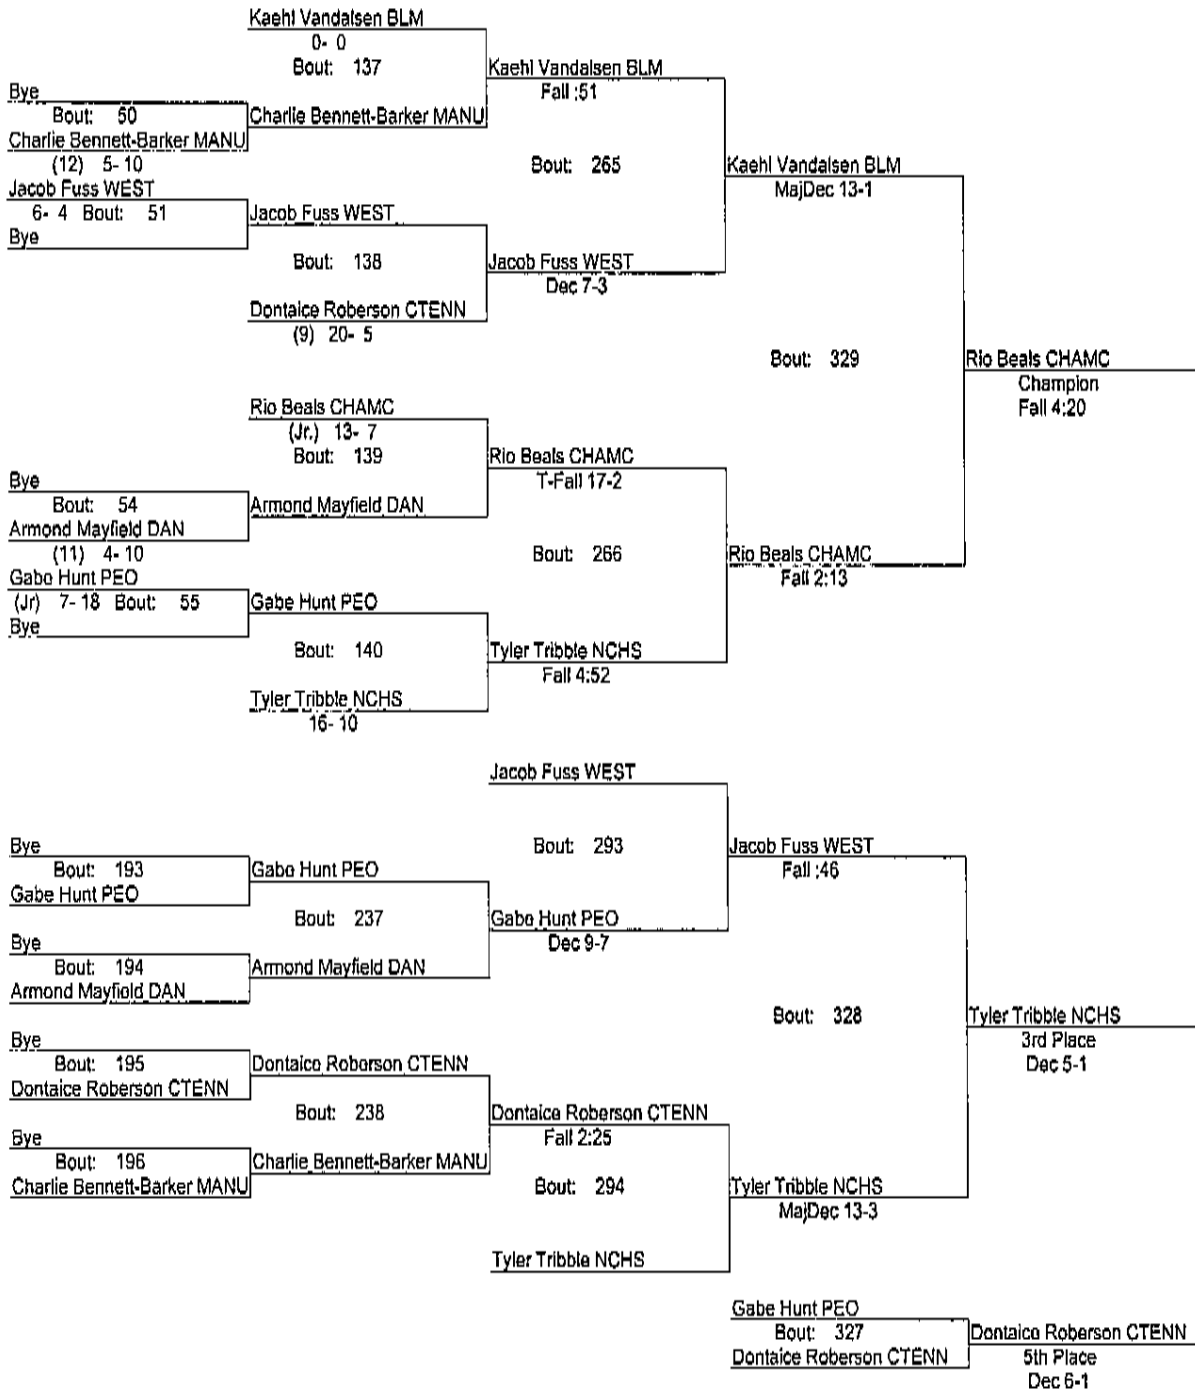 Kaehl Vandalsen BLM
0- 0
Bout: 137
Kaehl Vandalsen BLM
Fall :51
Bye
Bout: 50
Charlie Bennett-Barker MANU
Charlie Bennett-Barker MANU
(12) 5- 10
Bout: 265
Kaehl Vandalsen BLM
MajDec 13-1
Jacob Fuss WEST
6- 4 Bout: 51
Jacob Fuss WEST
Bye
Bout: 138
Jacob Fuss WEST
Dec 7-3
Dontaice Roberson CTENN
(9) 20- 5
Bout: 329
Rio Beals CHAMC
Champion
Fall 4:20
Rio Beals CHAMC
(Jr.) 13- 7
Bout: 139
Rio Beals CHAMC
T-Fall 17-2
Bye
Bout: 54
Armond Mayfield DAN
Armond Mayfield DAN
(11) 4- 10
Bout: 266
Rio Beals CHAMC
Fall 2:13
Gabe Hunt PEO
(Jr) 7- 18 Bout: 55
Gabe Hunt PEO
Bye
Bout: 140
Tyler Tribble NCHS
Fall 4:52
Tyler Tribble NCHS
16- 10
Jacob Fuss WEST
Bye
Bout: 193
Gabe Hunt PEO
Gabe Hunt PEO
Bout: 293
Jacob Fuss WEST
Fall :46
Bout: 237
Gabe Hunt PEO
Dec 9-7
Bye
Bout: 194
Armond Mayfield DAN
Armond Mayfield DAN
Bout: 328
Tyler Tribble NCHS
3rd Place
Dec 5-1
Bye
Bout: 195
Dontaice Roberson CTENN
Dontaice Roberson CTENN
Bout: 238
Dontaice Roberson CTENN
Fall 2:25
Bye
Bout: 196
Charlie Bennett-Barker MANU
Charlie Bennett-Barker MANU
Bout: 294
Tyler Tribble NCHS
MajDec 13-3
Tyler Tribble NCHS
Gabe Hunt PEO
Bout: 327
Dontaice Roberson CTENN
Dontaice Roberson CTENN
5th Place
Dec 6-1